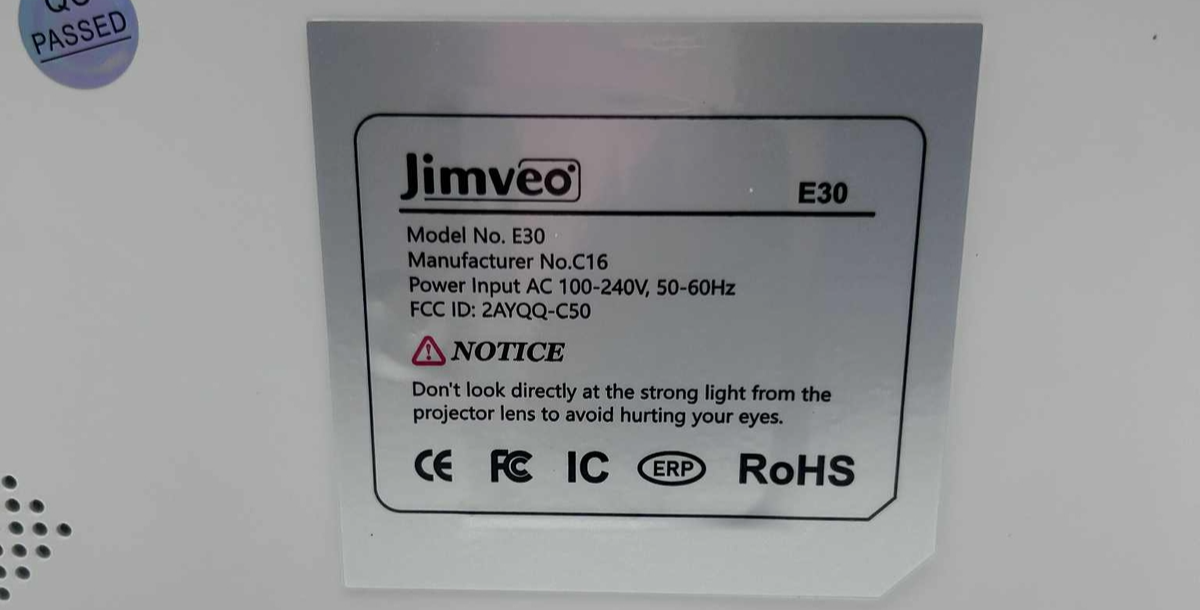 PASSED
Jimveo
E30
Model No. E30
Manufacturer No.C16
Power Input AC 100-240V, 50-60Hz
FCC ID: 2AYQQ-C50
NOTICE
Don't look directly at the strong light from the
projector lens to avoid hurting your eyes.
CE FC IC ERP RoHS